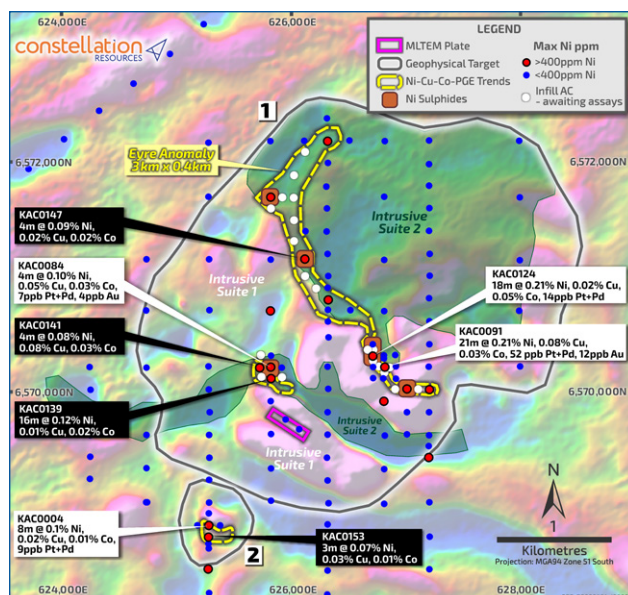 624,000E
626,000E
constellation
RESOURCES
LEGEND
MLTEM Plate
Geophysical Target
Ni-Cu-Co-PGE Trends
Ni Sulphides
Max Ni ppm
>400ppm Ni
<400ppm Ni
Infill AC
- awaiting assays
1
6,572,000N
6,572,000N
Eyre Anomaly
3km x 0.4km
KAC0147
4m @ 0.09% Ni,
0.02% Cu, 0.02% Co
Intrusive
Suite 2
KAC0084
4m @ 0.10% Ni,
0.05% Cu, 0.03% Co,
7ppb Pt+Pd, 4ppb Au
Intrusive
Suite 1
KAC0124
18m @ 0.21% Ni, 0.02% Cu,
0.05% Co, 14ppb Pt+Pd
KAC0141
4m @ 0.08% Ni,
0.08% Cu, 0.03% Co
KAC0091
21m @ 0.21% Ni, 0.08% Cu,
0.03% Co, 52 ppb Pt+Pd, 12ppb Au
6,570,000N
6,570,000N
KAC0139
16m @ 0.12% Ni,
0.01% Cu, 0.02% Co
Intrusive
Suite 2
Intrusive
Suite 1
KAC0004
8m @ 0.1% Ni,
0.02% Cu, 0.01% Co,
9ppb Pt+Pd
2
KAC0153
3m @ 0.07% Ni,
0.03% Cu, 0.01% Co
N
1
Kilometres
Projection: MGA94 Zone 51 South
624,000E
626,000E
628,000E